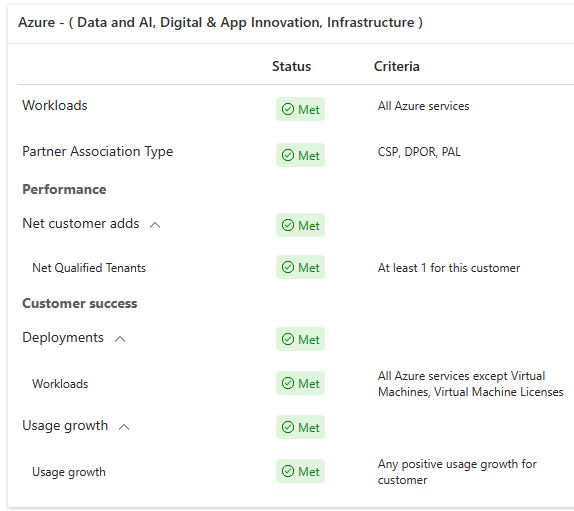 Azure - ( Data and AI, Digital & App Innovation, Infrastructure )
Status Criteria
Workloads Met All Azure services
Partner Association Type Met CSP, DPOR, PAL
Performance
Net customer adds Met
Net Qualified Tenants Met At least 1 for this customer
Customer success
Deployments Met
Workloads Met All Azure services except Virtual
Machines, Virtual Machine Licenses
Usage growth Met
Usage growth Met Any positive usage growth for
customer